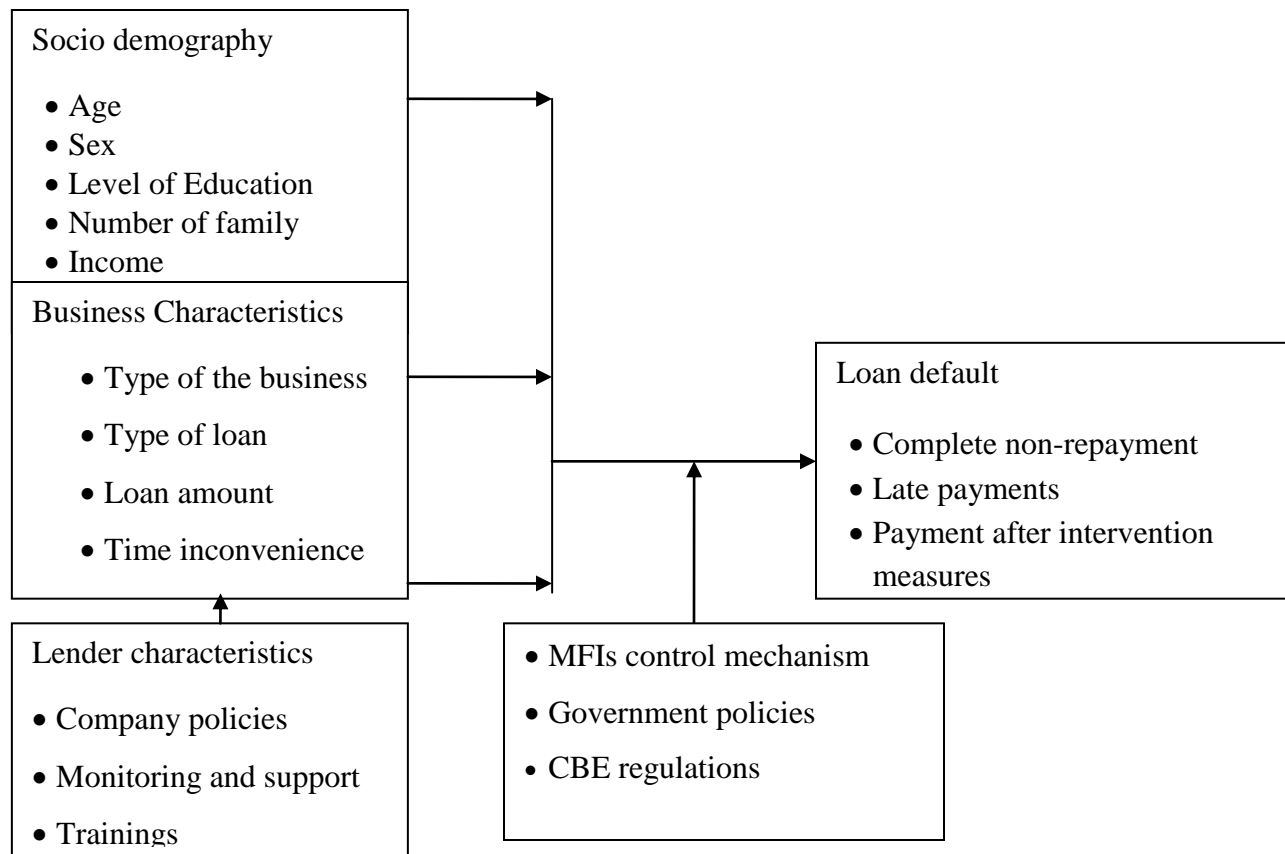 Socio demography
• Age
• Sex
• Level of Education
• Number of family
• Income
Business Characteristics
• Type of the business
• Type of loan
• Loan amount
• Time inconvenience
Lender characteristics
• Company policies
• Monitoring and support
• Trainings
• MFIs control mechanism
• Government policies
• CBE regulations
Loan default
• Complete non-repayment
• Late payments
• Payment after intervention
measures